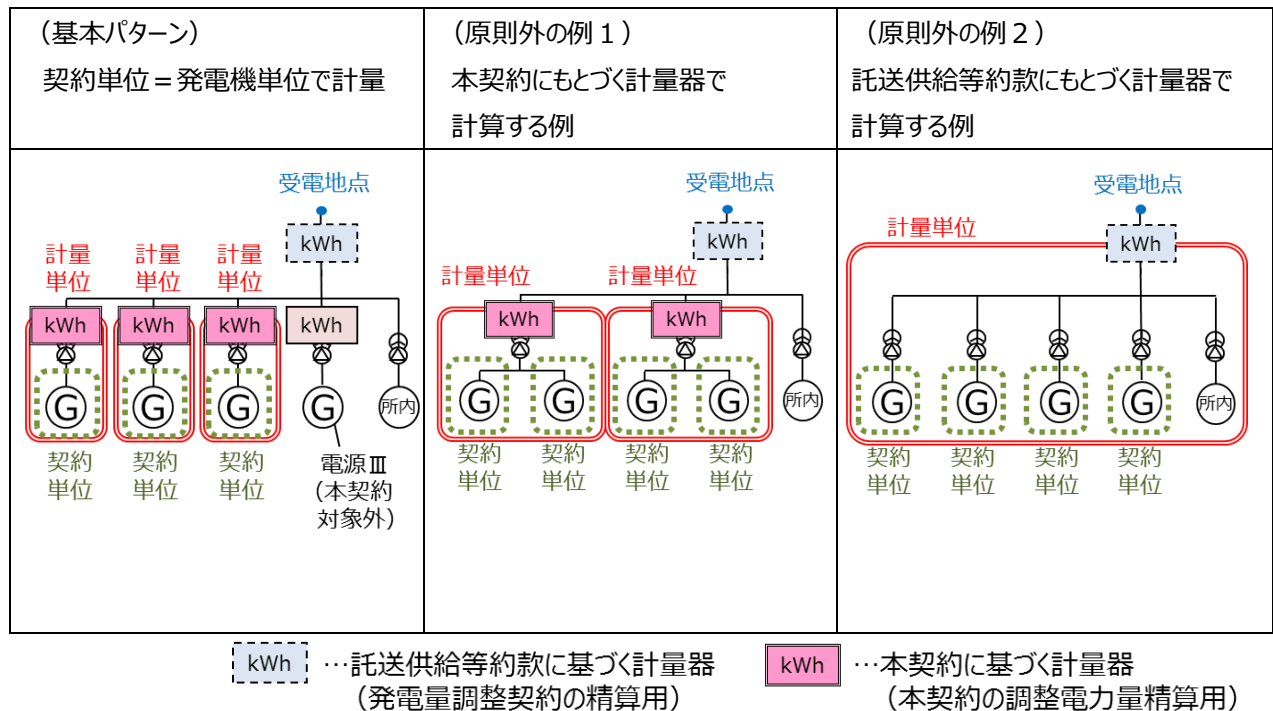 （基本パターン）
契約単位＝発電機単位で計量
（原則外の例１）
本契約にもとづく計量器で
計算する例
（原則外の例２）
託送供給等約款にもとづく計量器で
計算する例
受電地点
kWh
計量
単位
計量
単位
計量
単位
kWh
kWh
kWh
kWh
G
G
G
G
所内
契約
単位
契約
単位
契約
単位
電源Ⅲ
（本契約
対象外）
受電地点
kWh
計量単位
計量単位
kWh
kWh
G
G
G
G
所内
契約
単位
契約
単位
契約
単位
契約
単位
受電地点
計量単位
kWh
G
G
G
G
所内
契約
単位
契約
単位
契約
単位
契約
単位
kWh …託送供給等約款に基づく計量器
（発電量調整契約の精算用）
kWh …本契約に基づく計量器
（本契約の調整電力量精算用）